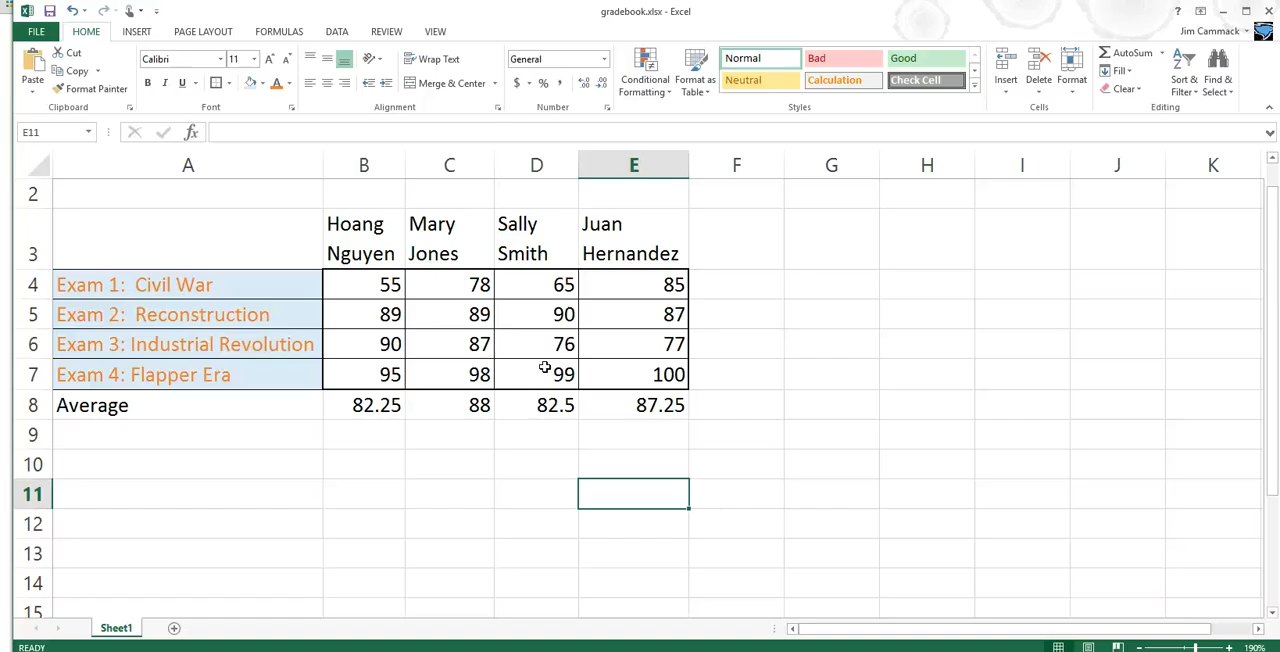 gradebook.xlsx - Excel
?
FILE HOME INSERT PAGE LAYOUT FORMULAS DATA REVIEW VIEW
Jim Cammack
Paste
Cut
Copy
Format Painter
Clipboard
Calibri 11
A A
B I U A
Font
Wrap Text
Merge & Center
Alignment
General
$ % ,
Number
Conditional Formatting
Format as Table
Normal Bad Good
Neutral Calculation Check Cell
Styles
Insert Delete Format
Cells
AutoSum
Fill
Clear
Sort & Filter
Find & Select
Editing
E11 fx
A B C D E F G H I J K
2
3 Hoang Nguyen Mary Jones Sally Smith Juan Hernandez
4 Exam 1: Civil War 55 78 65 85
5 Exam 2: Reconstruction 89 89 90 87
6 Exam 3: Industrial Revolution 90 87 76 77
7 Exam 4: Flapper Era 95 98 99 100
8 Average 82.25 88 82.5 87.25
9
10
11
12
13
14
15
Sheet1
READY
190%